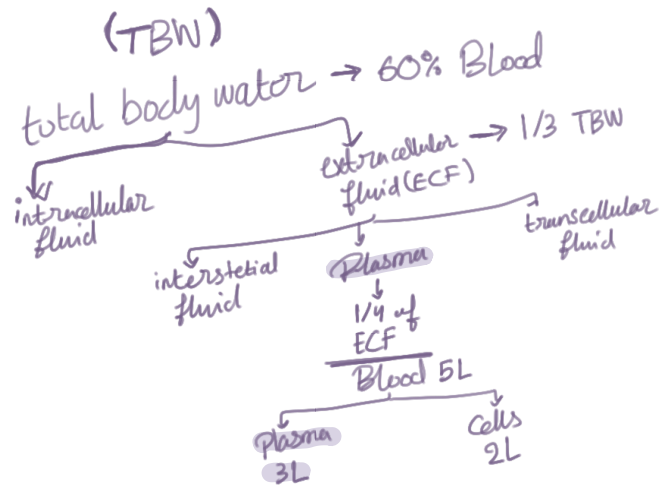 (TBW)
total body water → 60% Blood
extracellular → 1/3 TBW
fluid (ECF)
intracellular
fluid
interstetial
fluid
Plasma
transcellular
fluid
1/4 of
ECF
Blood 5L
Plasma
3L
Cells
2L